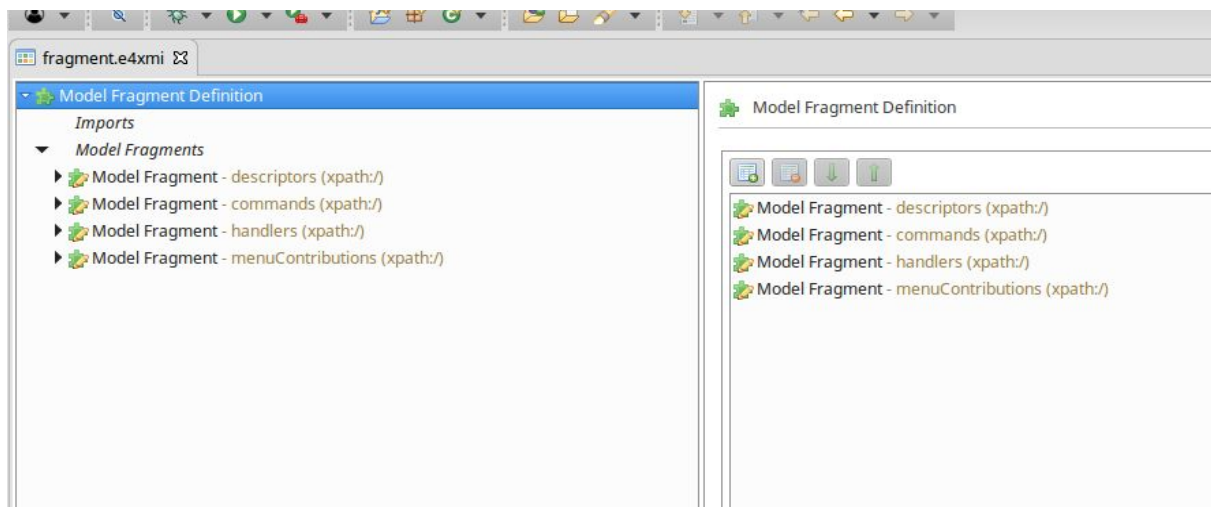 fragment.e4xmi
Model Fragment Definition
Imports
Model Fragments
Model Fragment - descriptors (xpath:/)
Model Fragment - commands (xpath:/)
Model Fragment - handlers (xpath:/)
Model Fragment - menuContributions (xpath:/)
Model Fragment Definition
Model Fragment - descriptors (xpath:/)
Model Fragment - commands (xpath:/)
Model Fragment - handlers (xpath:/)
Model Fragment - menuContributions (xpath:/)